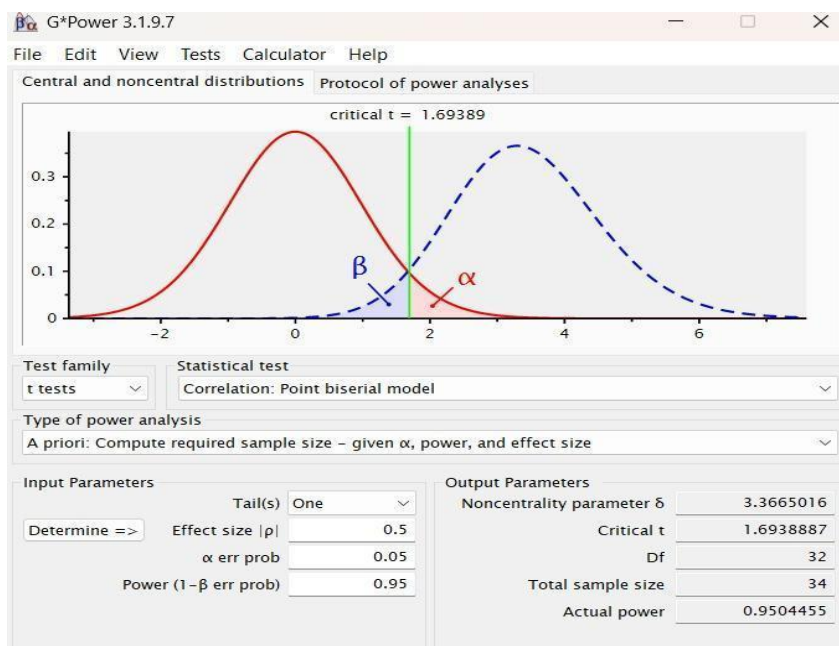 βα G*Power 3.1.9.7
File Edit View Tests Calculator Help
Central and noncentral distributions Protocol of power analyses
critical t = 1.69389
0.3
0.2
0.1
0
β
α
-2 0 2 4 6
Test family Statistical test
t tests Correlation: Point biserial model
Type of power analysis
A priori: Compute required sample size – given α, power, and effect size
Input Parameters Output Parameters
Tail(s) One Noncentrality parameter δ 3.3665016
Determine => Effect size |ρ| 0.5 Critical t 1.6938887
α err prob 0.05 Df 32
Power (1-β err prob) 0.95 Total sample size 34
Actual power 0.9504455